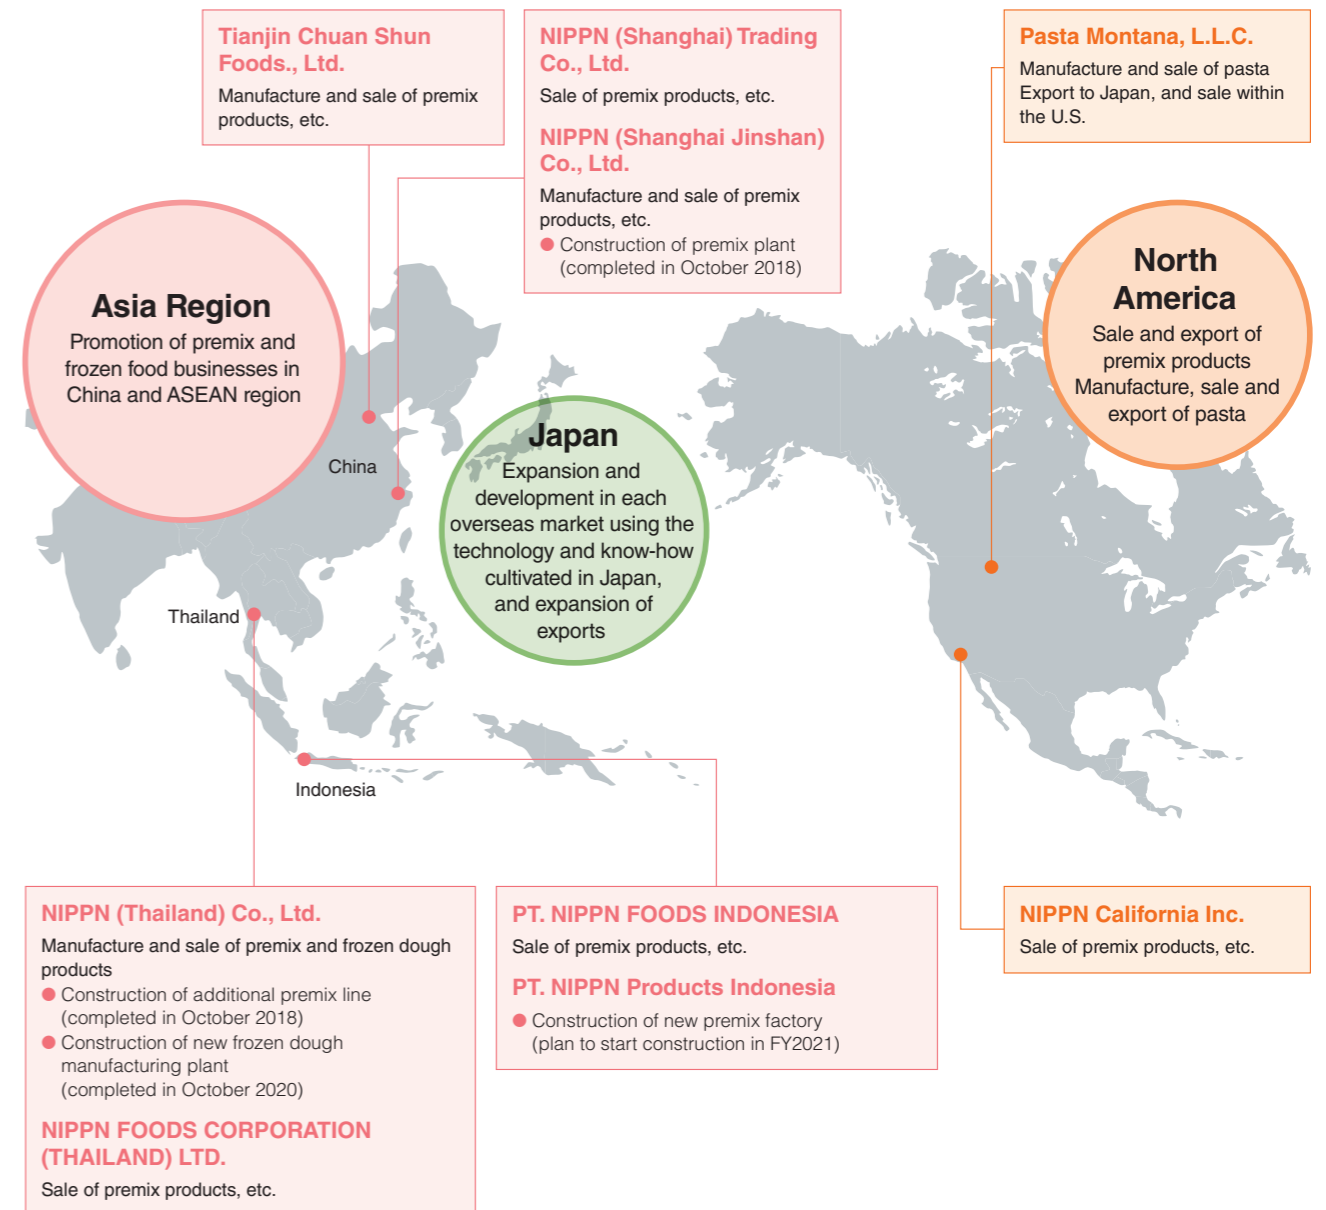 Tianjin Chuan Shun
Foods., Ltd.
Manufacture and sale of premix
products, etc.
NIPPN (Shanghai) Trading
Co., Ltd.
Sale of premix products, etc.
NIPPN (Shanghai Jinshan)
Co., Ltd.
Manufacture and sale of premix
products, etc.
● Construction of premix plant
(completed in October 2018)
Pasta Montana, L.L.C.
Manufacture and sale of pasta
Export to Japan, and sale within
the U.S.
Asia Region
Promotion of premix and
frozen food businesses in
China and ASEAN region
North
America
Sale and export of
premix products
Manufacture, sale and
export of pasta
Japan
Expansion and
development in each
overseas market using the
technology and know-how
cultivated in Japan,
and expansion of
exports
China
Thailand
Indonesia
NIPPN (Thailand) Co., Ltd.
Manufacture and sale of premix and frozen dough
products
● Construction of additional premix line
(completed in October 2018)
● Construction of new frozen dough
manufacturing plant
(completed in October 2020)
NIPPN FOODS CORPORATION
(THAILAND) LTD.
Sale of premix products, etc.
PT. NIPPN FOODS INDONESIA
Sale of premix products, etc.
PT. NIPPN Products Indonesia
● Construction of new premix factory
(plan to start construction in FY2021)
NIPPN California Inc.
Sale of premix products, etc.